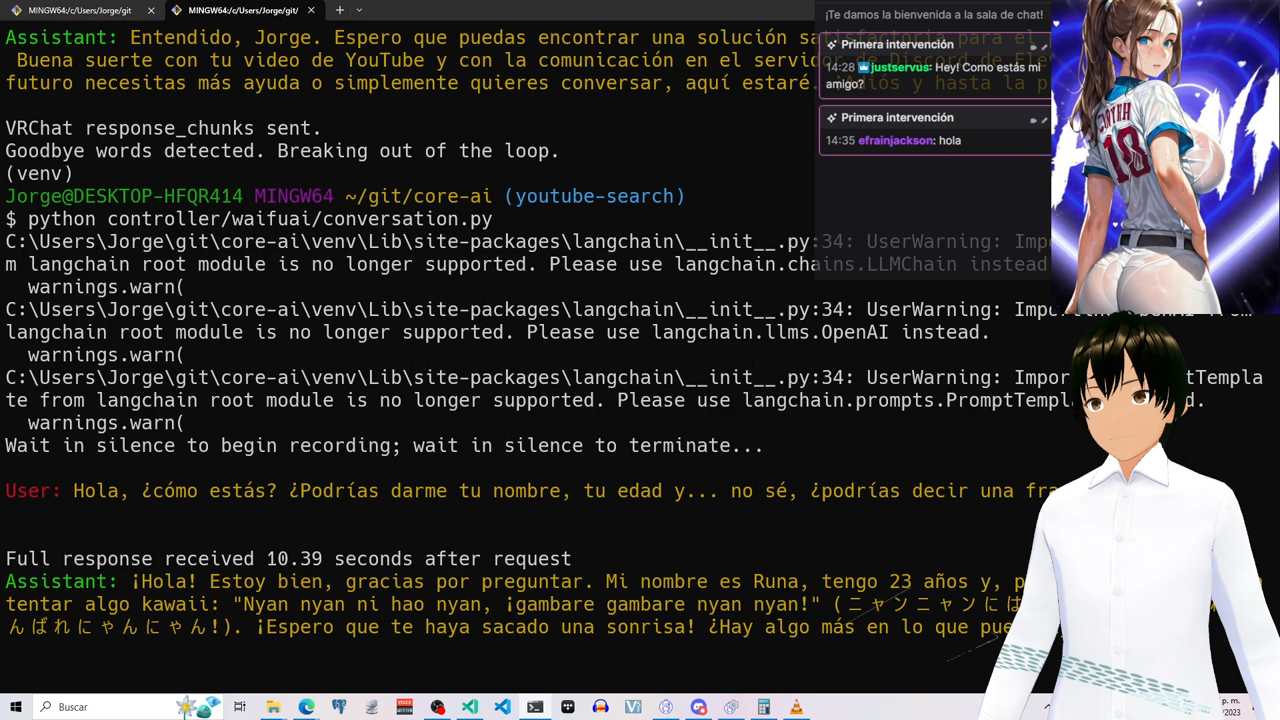 MINGW64:/c/Users/Jorge/git
MINGW64:/c/Users/Jorge/git/
Assistant: Entendido, Jorge. Espero que puedas encontrar una solución satisfactoria para el
Buena suerte con tu video de YouTube y con la comunicación en el servidor de Discord de
futuro necesitas más ayuda o simplemente quieres conversar, aquí estaré.
VRChat response_chunks sent.
Goodbye words detected. Breaking out of the loop.
(venv)
Jorge@DESKTOP-HFQR414 MINGW64 ~/git/core-ai (youtube-search)
$ python controller/waifuai/conversation.py
C:\Users\Jorge\git\core-ai\venv\Lib\site-packages\langchain\__init__.py:34: UserWarning:
m langchain root module is no longer supported. Please use langchain.chains.LLMChain instead
warnings.warn(
C:\Users\Jorge\git\core-ai\venv\Lib\site-packages\langchain\__init__.py:34: UserWarning:
langchain root module is no longer supported. Please use langchain.llms.OpenAI instead.
warnings.warn(
C:\Users\Jorge\git\core-ai\venv\Lib\site-packages\langchain\__init__.py:34: UserWarning:
te from langchain root module is no longer supported. Please use
warnings.warn(
Wait in silence to begin recording; wait in silence to terminate...
User: Hola, ¿cómo estás? ¿Podrías darme tu nombre, tu edad y... no sé, ¿podrías decir una
Full response received 10.39 seconds after request
Assistant: ¡Hola! Estoy bien, gracias por preguntar. Mi nombre es Runa, tengo 23 años y,
tentar algo kawaii: "Nyan nyan ni hao nyan, ¡gambare gambare nyan nyan!" (ニャンニャンには
んばれにゃんにゃん!). ¡Espero que te haya sacado una sonrisa! ¿Hay algo más en lo que
¡Te damos la bienvenida a la sala de chat!
Primera intervención
14:28 justservus: Hey! Como estás mi
amigo?
Primera intervención
14:35 efrainjackson: hola
18
Buscar
p. m.
/2023